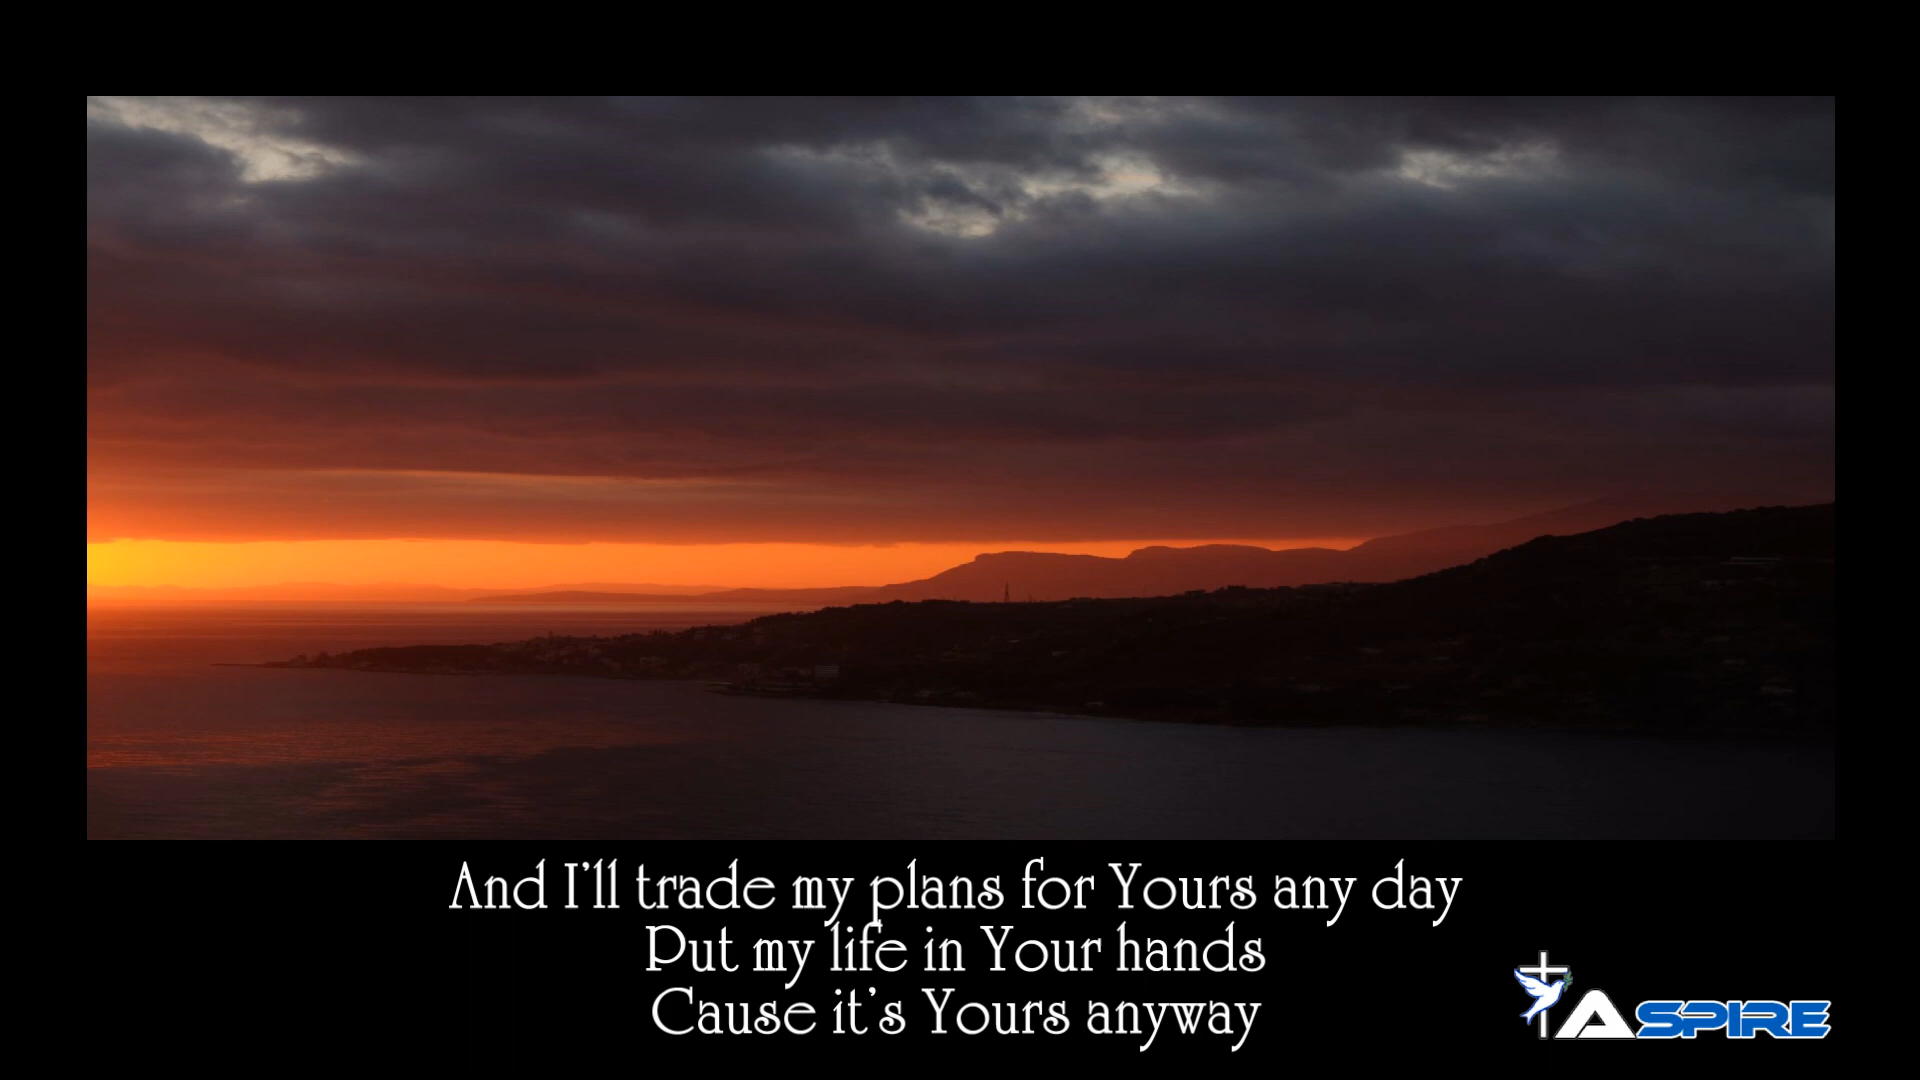 And I'll trade my plans for Yours any day
Put my life in Your hands
Cause it's Yours anyway
ASPIRE